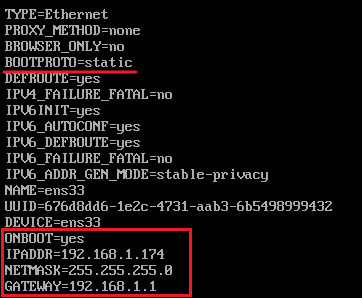 TYPE=Ethernet
PROXY_METHOD=none
BROWSER_ONLY=no
BOOTPROTO=static
DEFROUTE=yes
IPV4_FAILURE_FATAL=no
IPV6INIT=yes
IPV6_AUTOCONF=yes
IPV6_DEFROUTE=yes
IPV6_FAILURE_FATAL=no
IPV6_ADDR_GEN_MODE=stable-privacy
NAME=ens33
UUID=676d8dd6-1e2c-4731-aab3-6b5498999432
DEVICE=ens33
ONBOOT=yes
IPADDR=192.168.1.174
NETMASK=255.255.255.0
GATEWAY=192.168.1.1